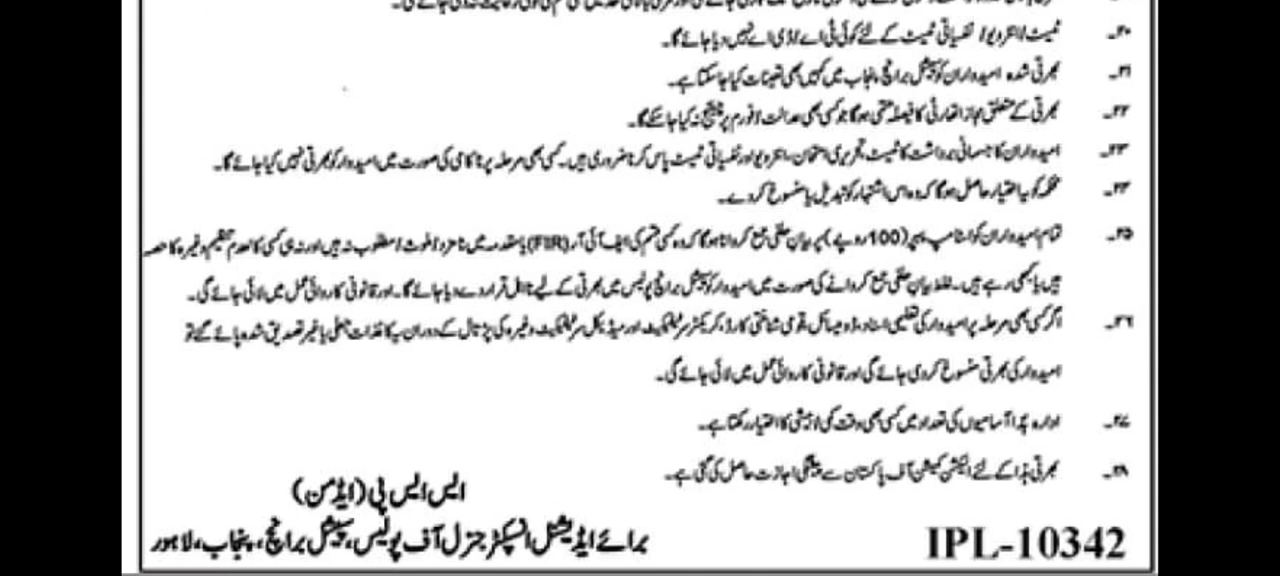 ۲۰۔ ٹیسٹ / انٹرویو / نفسیاتی ٹیسٹ کے لئے کوئی ٹی اے / ڈی اے نہیں دیا جائے گا۔
۲۱۔ بھرتی شدہ امیدواران کو سپیشل برانچ پنجاب میں کہیں بھی تعینات کیا جا سکتا ہے۔
۲۲۔ بھرتی کے متعلق مجاز اتھارٹی کا فیصلہ حتمی ہوگا جو کسی بھی عدالت / فورم پر چیلنج نہ کیا جا سکے گا۔
۲۳۔ امیدواران کا جسمانی برداشت کا ٹیسٹ، تحریری امتحان، انٹرویو اور نفسیاتی ٹیسٹ پاس کرنا ضروری ہیں۔ کسی بھی مرحلہ پر ناکامی کی صورت میں امیدوار کو بھرتی نہیں کیا جائے گا۔
۲۴۔ محکمہ کو یہ اختیار حاصل ہوگا کہ وہ اس اشتہار کو تبدیل یا منسوخ کر دے۔
۲۵۔ تمام امیدواران کو اسٹامپ پیپر (100 روپے) پر بیان حلفی جمع کروانا ہوگا کہ وہ کسی قسم کی ایف آئی آر (FIR) یا مقدمہ میں نامزد / ملوث / مطلوب نہ ہیں اور نہ ہی کسی کالعدم تنظیم وغیرہ کا حصہ
ہیں یا کبھی رہے ہیں۔ غلط بیان حلفی جمع کروانے کی صورت میں امیدوار کو سپیشل برانچ پولیس میں بھرتی کے لیے نااہل قرار دے دیا جائے گا۔ اور قانونی کاروائی عمل میں لائی جائے گی۔
۲۶۔ اگر کسی بھی مرحلہ پر امیدوار کی تعلیمی اسناد، ڈومیسائل، قومی شناختی کارڈ، کریکٹر سرٹیفکیٹ اور میڈیکل سرٹیفکیٹ وغیرہ کی پڑتال کے دوران یہ کاغذات جعلی یا غیر تصدیق شدہ پائے گئے تو
امیدوار کی بھرتی منسوخ کر دی جائے گی اور قانونی کاروائی عمل میں لائی جائے گی۔
۲۷۔ ادارہ ہذا آسامیوں کی تعداد میں کسی بھی وقت کمی / بیشی کا اختیار رکھتا ہے۔
۲۸۔ بھرتی ہذا کے لئے الیکشن کمیشن آف پاکستان سے پیشگی اجازت حاصل کی گئی ہے۔
ایس ایس پی (ایڈمن)
برائے ایڈیشنل انسپکٹر جنرل آف پولیس، سپیشل برانچ، پنجاب، لاہور
IPL-10342